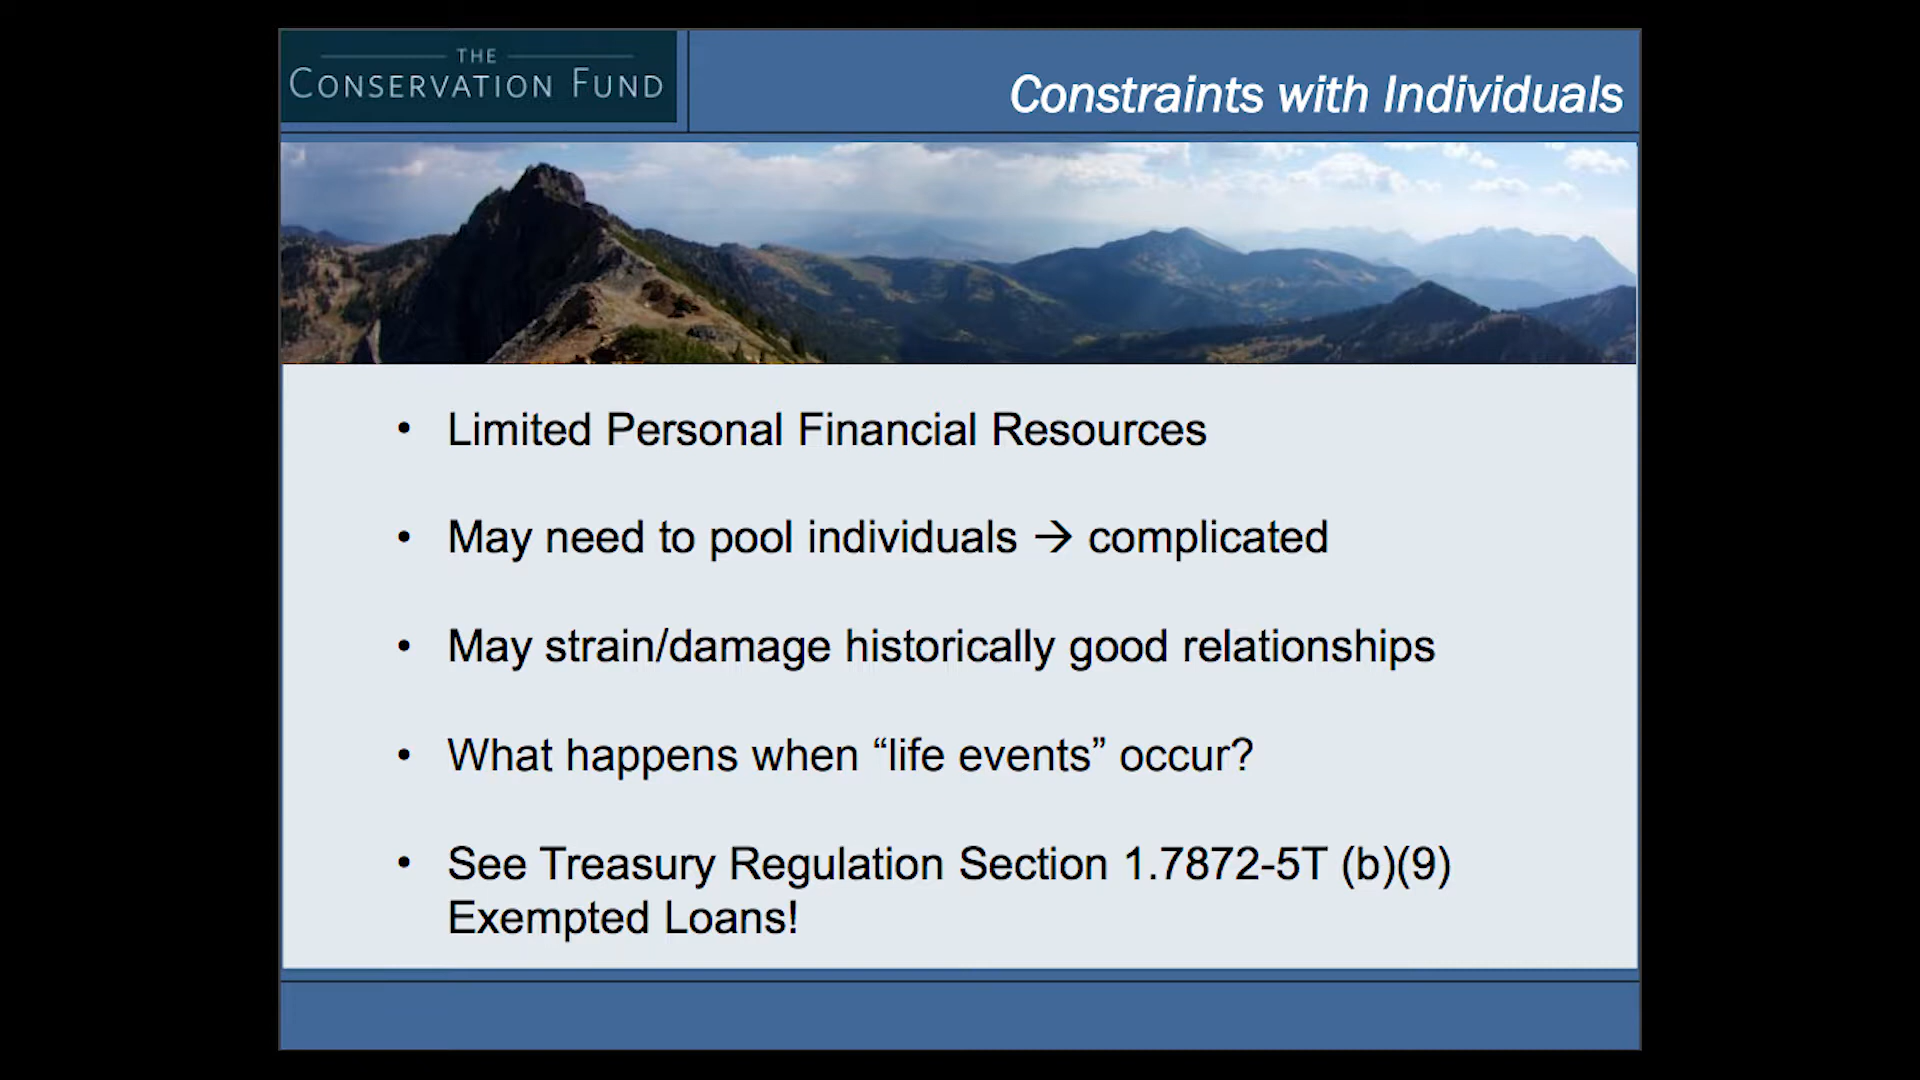 THE
CONSERVATION FUND
Constraints with Individuals
• Limited Personal Financial Resources
• May need to pool individuals → complicated
• May strain/damage historically good relationships
• What happens when “life events” occur?
• See Treasury Regulation Section 1.7872-5T (b)(9)
Exempted Loans!